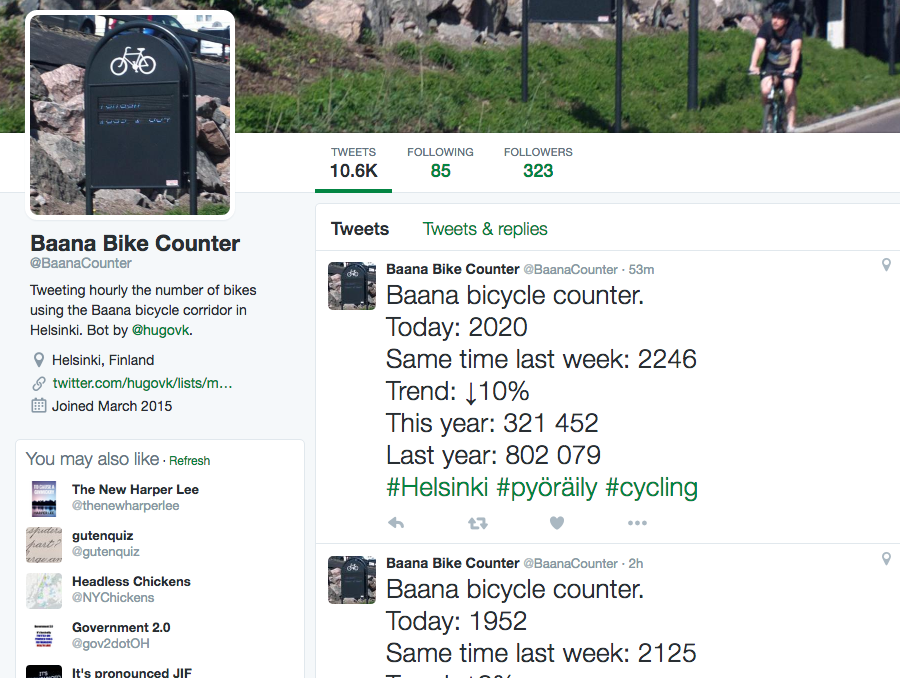 TWEETS
10.6K
FOLLOWING
85
FOLLOWERS
323
Baana Bike Counter
@BaanaCounter
Tweeting hourly the number of bikes
using the Baana bicycle corridor in
Helsinki. Bot by @hugovk.
Helsinki, Finland
twitter.com/hugovk/lists/m…
Joined March 2015
You may also like · Refresh
The New Harper Lee
@thenewharperlee
gutenquiz
@gutenquiz
Headless Chickens
@NYChickens
Government 2.0
@gov2dotOH
It's pronounced JIF
Tweets
Tweets & replies
Baana Bike Counter @BaanaCounter · 53m
Baana bicycle counter.
Today: 2020
Same time last week: 2246
Trend: ↓10%
This year: 321 452
Last year: 802 079
#Helsinki #pyöräily #cycling
Baana Bike Counter @BaanaCounter · 2h
Baana bicycle counter.
Today: 1952
Same time last week: 2125